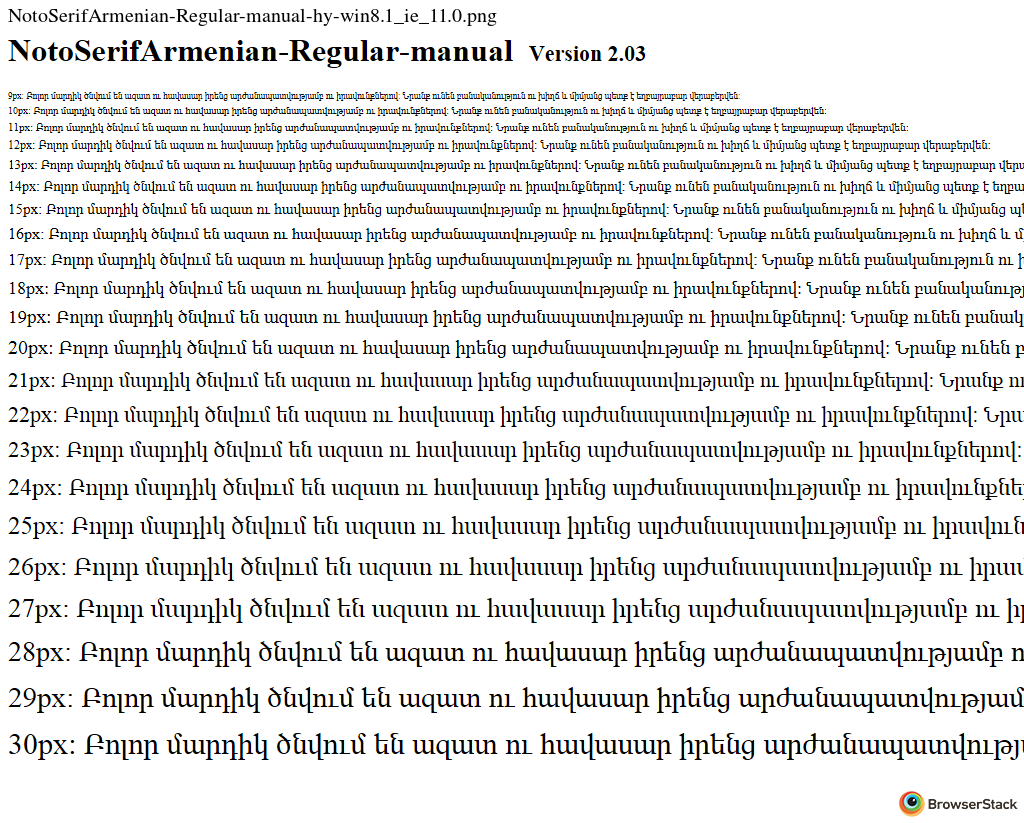 NotoSerifArmenian-Regular-manual-hy-win8.1_ie_11.0.png
NotoSerifArmenian-Regular-manual Version 2.03
9px: Բոլոր մարդիկ ծնվում են ազատ ու հավասար իրենց արժանապատվությամբ ու իրավունքներով։ Նրանք ունեն բանականություն ու խիղճ և միմյանց պետք է եղբայրաբար վերաբերվեն։
10px: Բոլոր մարդիկ ծնվում են ազատ ու հավասար իրենց արժանապատվությամբ ու իրավունքներով։ Նրանք ունեն բանականություն ու խիղճ և միմյանց պետք է եղբայրաբար վերաբերվեն։
11px: Բոլոր մարդիկ ծնվում են ազատ ու հավասար իրենց արժանապատվությամբ ու իրավունքներով։ Նրանք ունեն բանականություն ու խիղճ և միմյանց պետք է եղբայրաբար վերաբերվեն։
12px: Բոլոր մարդիկ ծնվում են ազատ ու հավասար իրենց արժանապատվությամբ ու իրավունքներով։ Նրանք ունեն բանականություն ու խիղճ և միմյանց պետք է եղբայրաբար վերաբերվեն։
13px: Բոլոր մարդիկ ծնվում են ազատ ու հավասար իրենց արժանապատվությամբ ու իրավունքներով։ Նրանք ունեն բանականություն ու խիղճ և միմյանց պետք է եղբայրաբար վերա
14px: Բոլոր մարդիկ ծնվում են ազատ ու հավասար իրենց արժանապատվությամբ ու իրավունքներով։ Նրանք ունեն բանականություն ու խիղճ և միմյանց պետք է եղբա
15px: Բոլոր մարդիկ ծնվում են ազատ ու հավասար իրենց արժանապատվությամբ ու իրավունքներով։ Նրանք ունեն բանականություն ու խիղճ և միմյանց պե
16px: Բոլոր մարդիկ ծնվում են ազատ ու հավասար իրենց արժանապատվությամբ ու իրավունքներով։ Նրանք ունեն բանականություն ու խիղճ և մ
17px: Բոլոր մարդիկ ծնվում են ազատ ու հավասար իրենց արժանապատվությամբ ու իրավունքներով։ Նրանք ունեն բանականություն ու խ
18px: Բոլոր մարդիկ ծնվում են ազատ ու հավասար իրենց արժանապատվությամբ ու իրավունքներով։ Նրանք ունեն բանականությ
19px: Բոլոր մարդիկ ծնվում են ազատ ու հավասար իրենց արժանապատվությամբ ու իրավունքներով։ Նրանք ունեն բանակ
20px: Բոլոր մարդիկ ծնվում են ազատ ու հավասար իրենց արժանապատվությամբ ու իրավունքներով։ Նրանք ունեն բ
21px: Բոլոր մարդիկ ծնվում են ազատ ու հավասար իրենց արժանապատվությամբ ու իրավունքներով։ Նրանք ու
22px: Բոլոր մարդիկ ծնվում են ազատ ու հավասար իրենց արժանապատվությամբ ու իրավունքներով։ Նրա
23px: Բոլոր մարդիկ ծնվում են ազատ ու հավասար իրենց արժանապատվությամբ ու իրավունքներով։
24px: Բոլոր մարդիկ ծնվում են ազատ ու հավասար իրենց արժանապատվությամբ ու իրավունքնե
25px: Բոլոր մարդիկ ծնվում են ազատ ու հավասար իրենց արժանապատվությամբ ու իրավուն
26px: Բոլոր մարդիկ ծնվում են ազատ ու հավասար իրենց արժանապատվությամբ ու իրավ
27px: Բոլոր մարդիկ ծնվում են ազատ ու հավասար իրենց արժանապատվությամբ ու իր
28px: Բոլոր մարդիկ ծնվում են ազատ ու հավասար իրենց արժանապատվությամբ ո
29px: Բոլոր մարդիկ ծնվում են ազատ ու հավասար իրենց արժանապատվությամ
30px: Բոլոր մարդիկ ծնվում են ազատ ու հավասար իրենց արժանապատվությ
BrowserStack